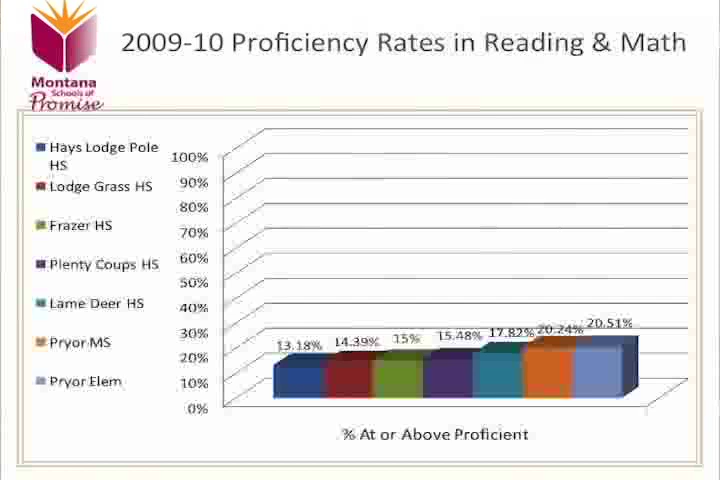 2009-10 Proficiency Rates in Reading & Math
Montana
Schools of
Promise
Hays Lodge Pole
HS
Lodge Grass HS
Frazer HS
Plenty Coups HS
Lame Deer HS
Pryor MS
Pryor Elem
100%
90%
80%
70%
60%
50%
40%
30%
20%
10%
0%
13.18%
14.39%
15%
15.48%
17.82%
20.24%
20.51%
% At or Above Proficient